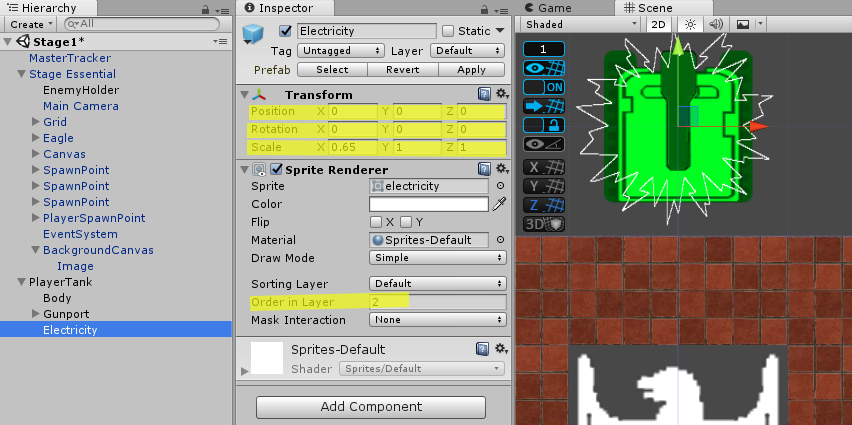 Hierarchy
Create
All
Stage1*
MasterTracker
Stage Essential
EnemyHolder
Main Camera
Grid
Eagle
Canvas
SpawnPoint
SpawnPoint
SpawnPoint
PlayerSpawnPoint
EventSystem
BackgroundCanvas
Image
PlayerTank
Body
Gunport
Electricity
Inspector
Electricity
Static
Tag Untagged Layer Default
Prefab Select Revert Apply
Transform
Position X 0 Y 0 Z 0
Rotation X 0 Y 0 Z 0
Scale X 0.65 Y 1 Z 1
Sprite Renderer
Sprite electricity
Color
Flip X Y
Material Sprites-Default
Draw Mode Simple
Sorting Layer Default
Order in Layer 2
Mask Interaction None
Sprites-Default
Shader Sprites/Default
Add Component
Game Scene
Shaded 2D
1
ON
X
Y
Z
3D